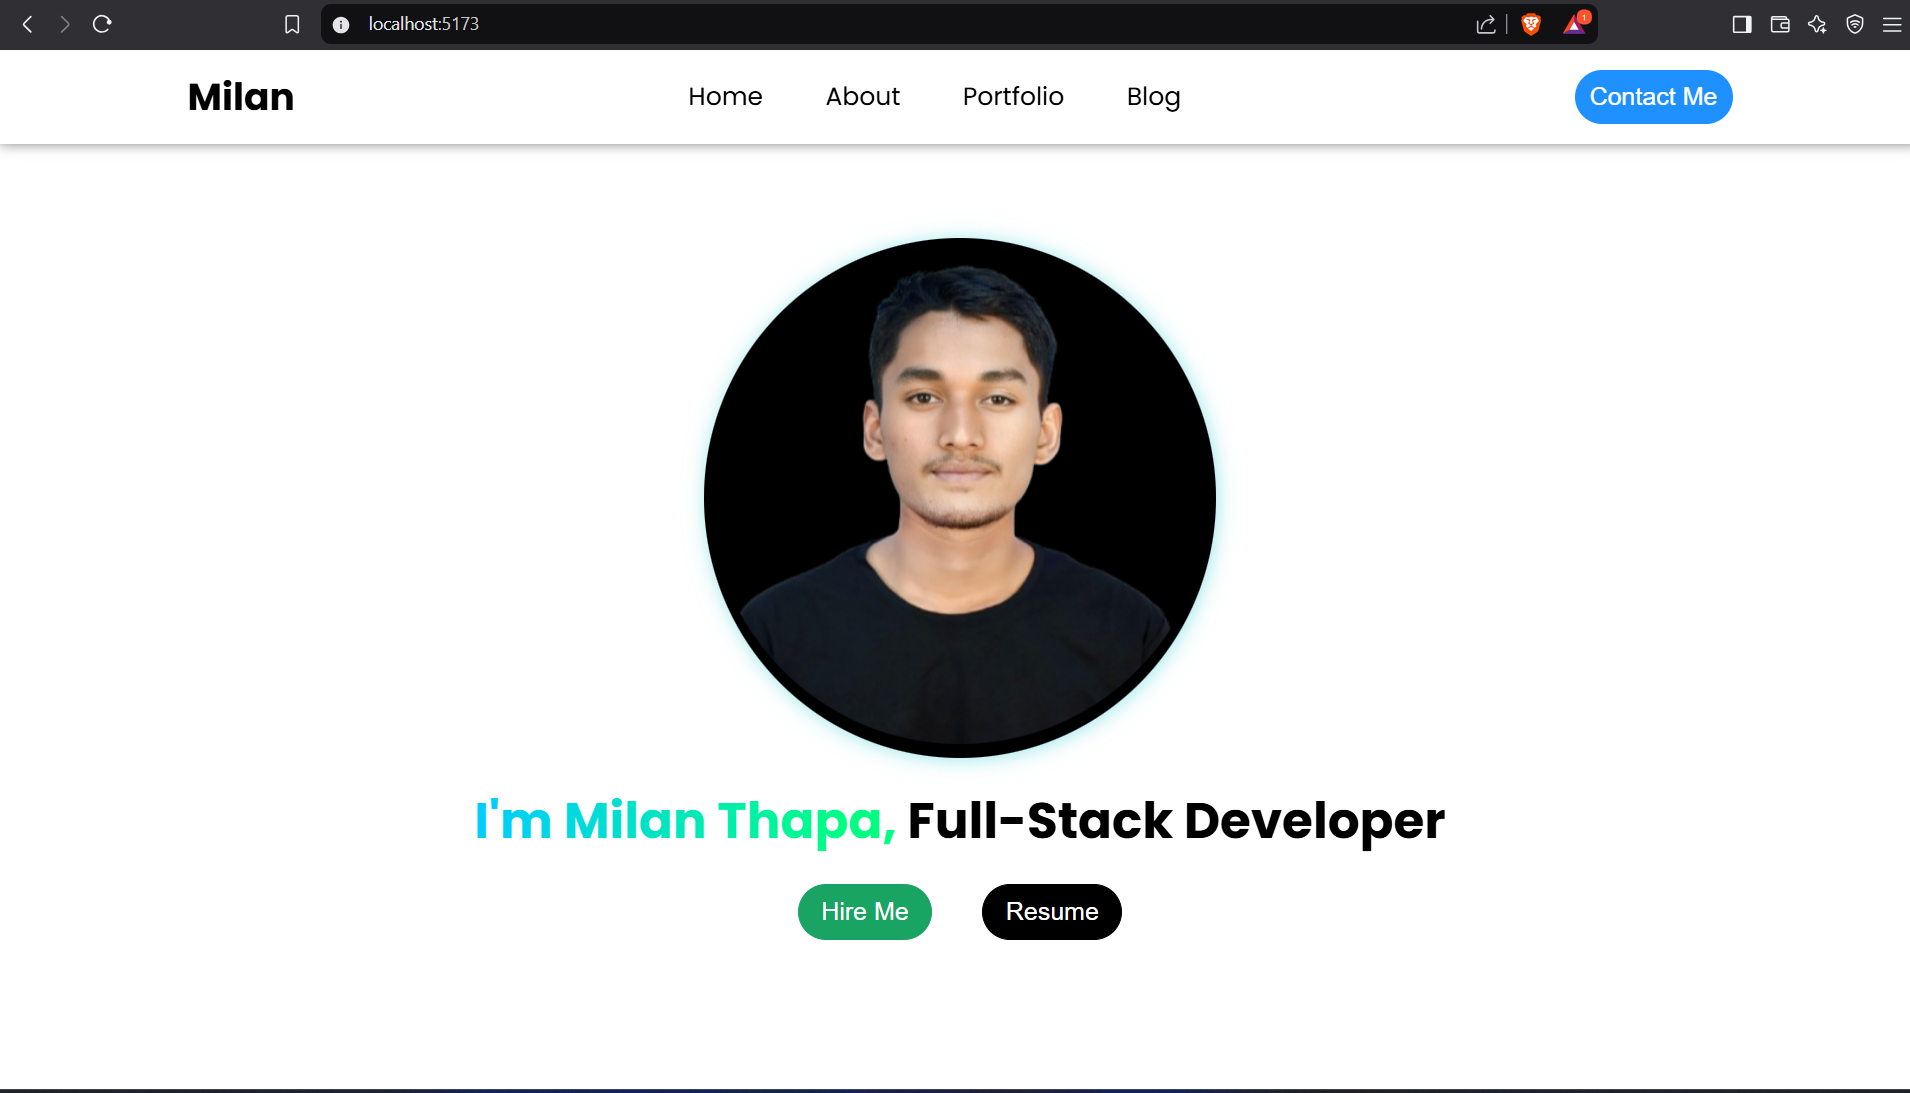 localhost:5173
1
Milan
Home About Portfolio Blog
Contact Me
I'm Milan Thapa, Full-Stack Developer
Hire Me Resume